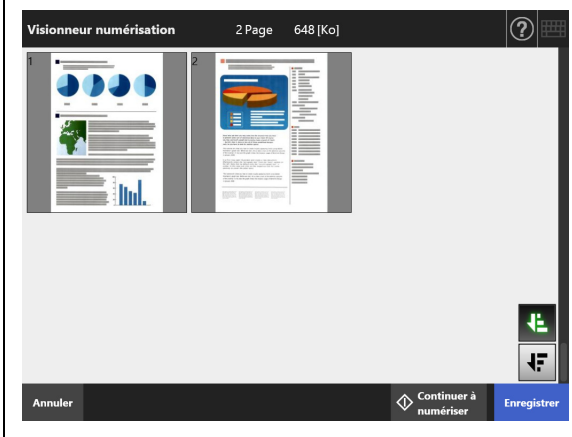 Visionneur numérisation 2 Page 648 [Ko] ?
1 2
Annuler Continuer à numériser Enregistrer